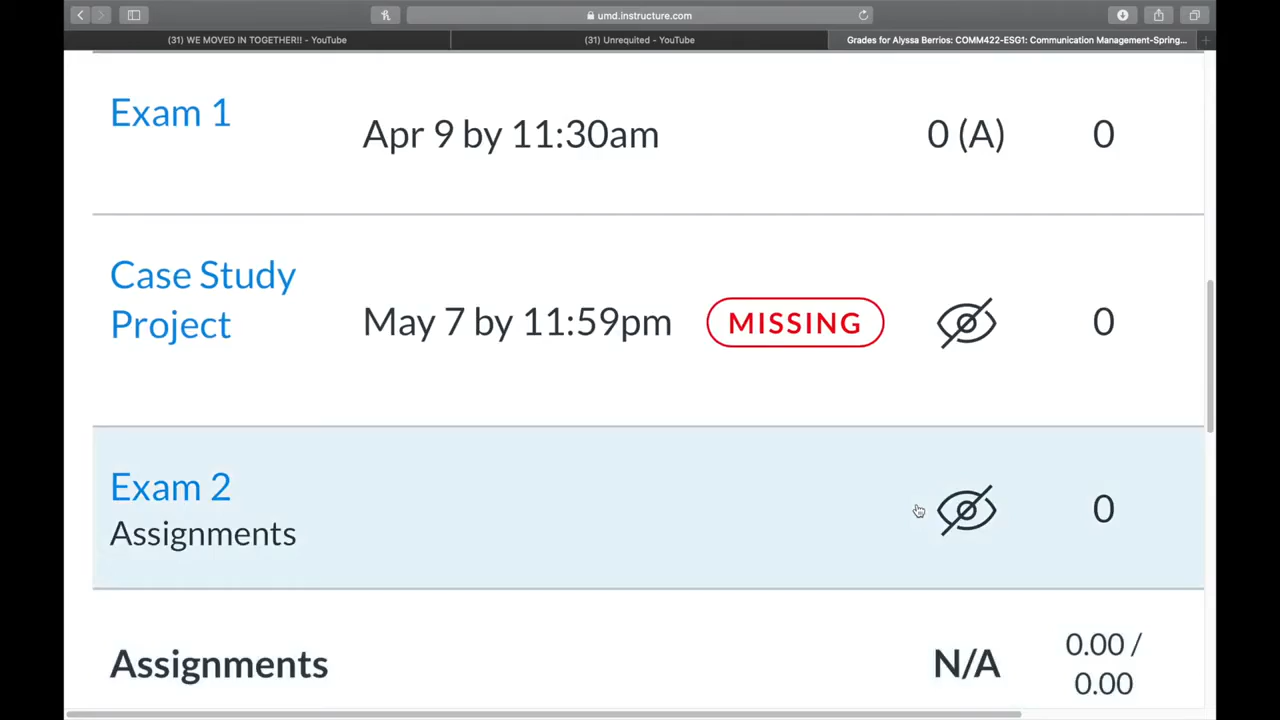 umd.instructure.com
(31) WE MOVED IN TOGETHER!! - YouTube
(31) Unrequited - YouTube
Grades for Alyssa Berrios: COMM422-ESG1: Communication Management-Spring...
Exam 1
Apr 9 by 11:30am
0 (A)
0
Case Study
Project
May 7 by 11:59pm
MISSING
0
Exam 2
Assignments
0
Assignments
N/A
0.00 /
0.00